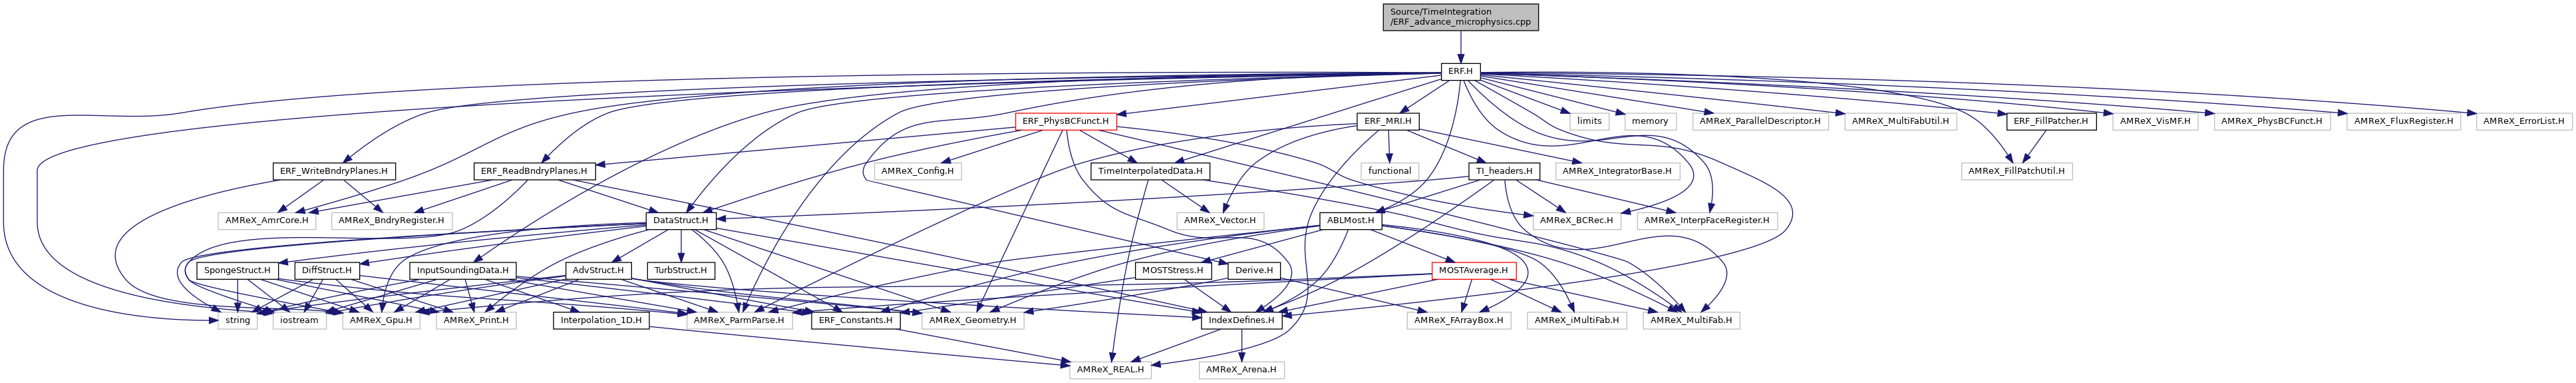 Source/TimeIntegration
/ERF_advance_microphysics.cpp
ERF.H
ERF_PhysBCFunct.H
ERF_MRI.H
limits
memory
AMReX_ParallelDescriptor.H
AMReX_MultiFabUtil.H
ERF_FillPatcher.H
AMReX_VisMF.H
AMReX_PhysBCFunct.H
AMReX_FluxRegister.H
AMReX_ErrorList.H
ERF_WriteBndryPlanes.H
ERF_ReadBndryPlanes.H
AMReX_Config.H
TimeInterpolatedData.H
functional
TI_headers.H
AMReX_IntegratorBase.H
AMReX_FillPatchUtil.H
AMReX_AmrCore.H
AMReX_BndryRegister.H
DataStruct.H
AMReX_Vector.H
ABLMost.H
AMReX_BCRec.H
AMReX_InterpFaceRegister.H
SpongeStruct.H
DiffStruct.H
InputSoundingData.H
AdvStruct.H
TurbStruct.H
MOSTStress.H
Derive.H
MOSTAverage.H
string
iostream
AMReX_Gpu.H
AMReX_Print.H
Interpolation_1D.H
AMReX_ParmParse.H
ERF_Constants.H
AMReX_Geometry.H
IndexDefines.H
AMReX_FArrayBox.H
AMReX_iMultiFab.H
AMReX_MultiFab.H
AMReX_REAL.H
AMReX_Arena.H